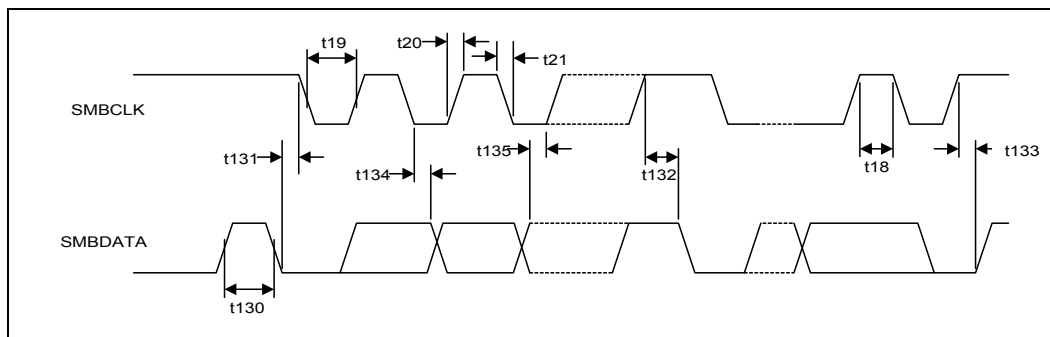 t19
t20
t21
SMBCLK
t131
t135
t134
t132
t18
t133
SMBDATA
t130